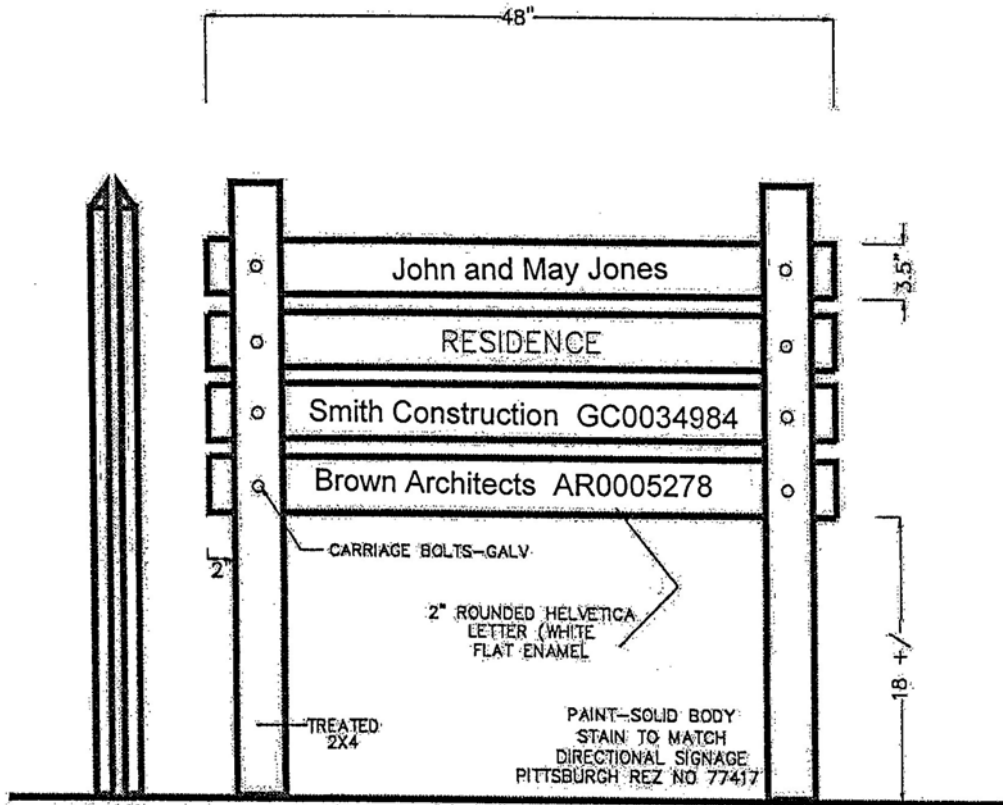 48"
John and May Jones
3.5"
RESIDENCE
Smith Construction GC0034984
Brown Architects AR0005278
CARRIAGE BOLTS-GALV
2"
2" ROUNDED HELVETICA
LETTER (WHITE
FLAT ENAMEL
18 +/
TREATED
2X4
PAINT-SOLID BODY
STAIN TO MATCH
DIRECTIONAL SIGNAGE
PITTSBURGH REZ NO 77417